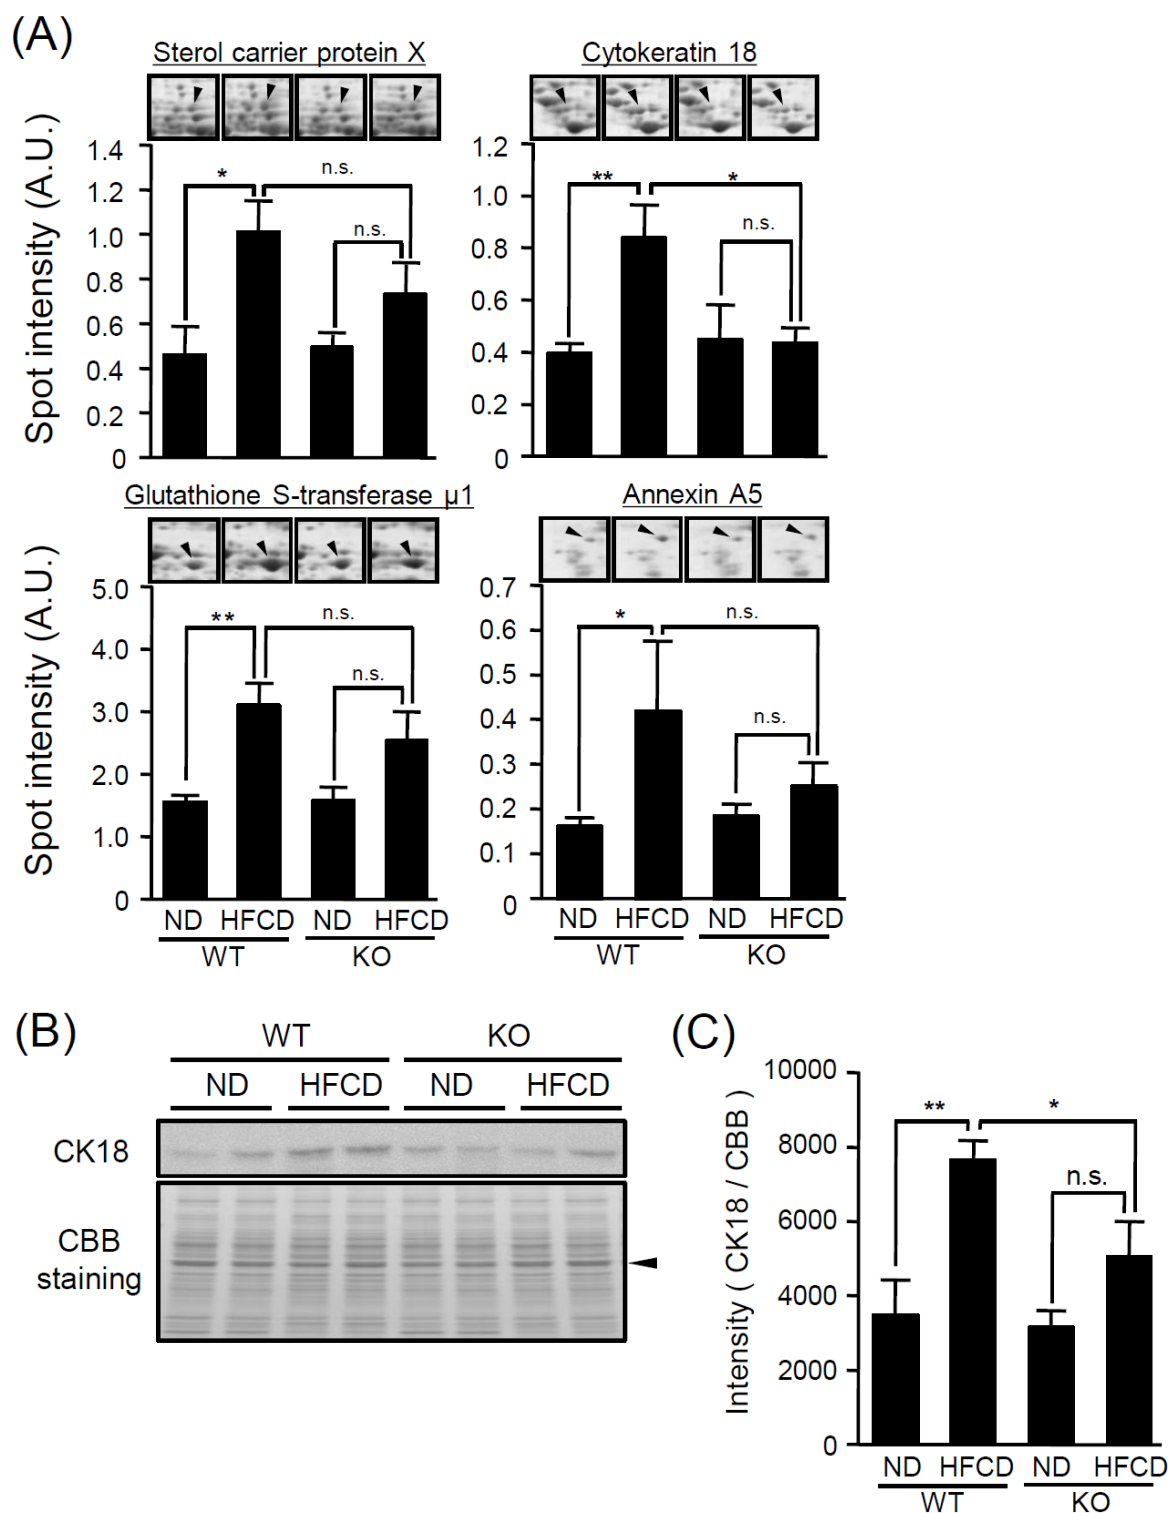 (A)
Sterol carrier protein X
Spot intensity (A.U.)
1.4
1.2
1.0
0.8
0.6
0.4
0.2
0
*
n.s.
n.s.
Cytokeratin 18
1.2
1.0
0.8
0.6
0.4
0.2
0
**
*
n.s.
Glutathione S-transferase μ1
Spot intensity (A.U.)
5.0
4.0
3.0
2.0
1.0
0
**
n.s.
n.s.
ND HFCD ND HFCD
WT KO
Annexin A5
0.7
0.6
0.5
0.4
0.3
0.2
0.1
0
*
n.s.
n.s.
ND HFCD ND HFCD
WT KO
(B)
WT KO
ND HFCD ND HFCD
CK18
CBB
staining
(C)
Intensity ( CK18 / CBB )
10000
8000
6000
4000
2000
0
**
*
n.s.
ND HFCD ND HFCD
WT KO